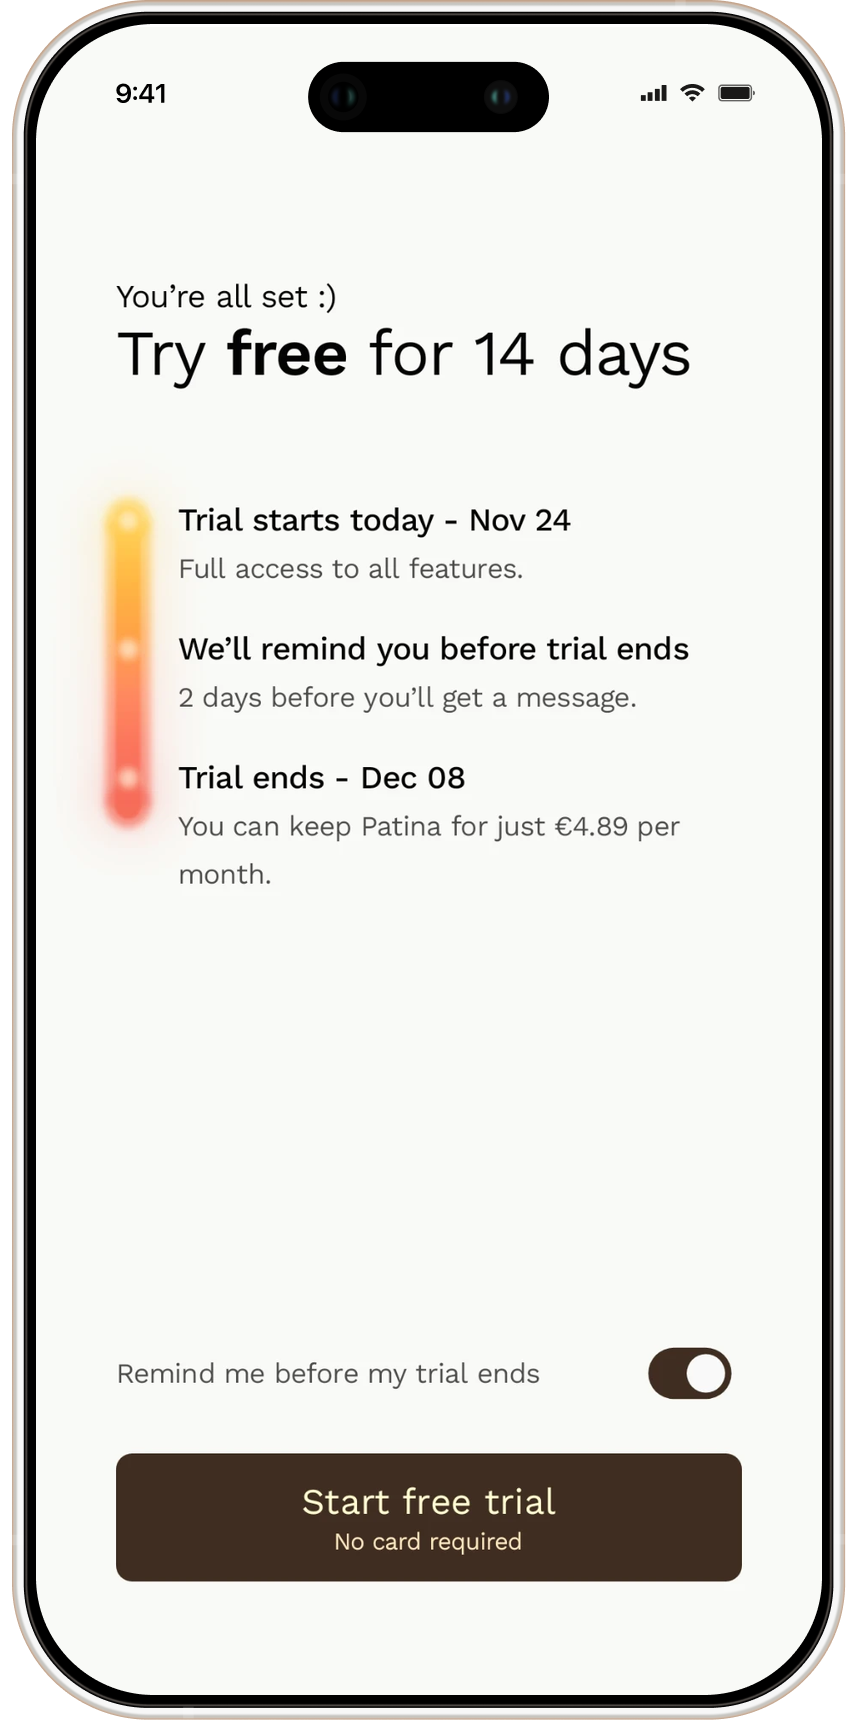 9:41
You’re all set :)
Try free for 14 days
Trial starts today - Nov 24
Full access to all features.
We’ll remind you before trial ends
2 days before you’ll get a message.
Trial ends - Dec 08
You can keep Patina for just €4.89 per
month.
Remind me before my trial ends
Start free trial
No card required